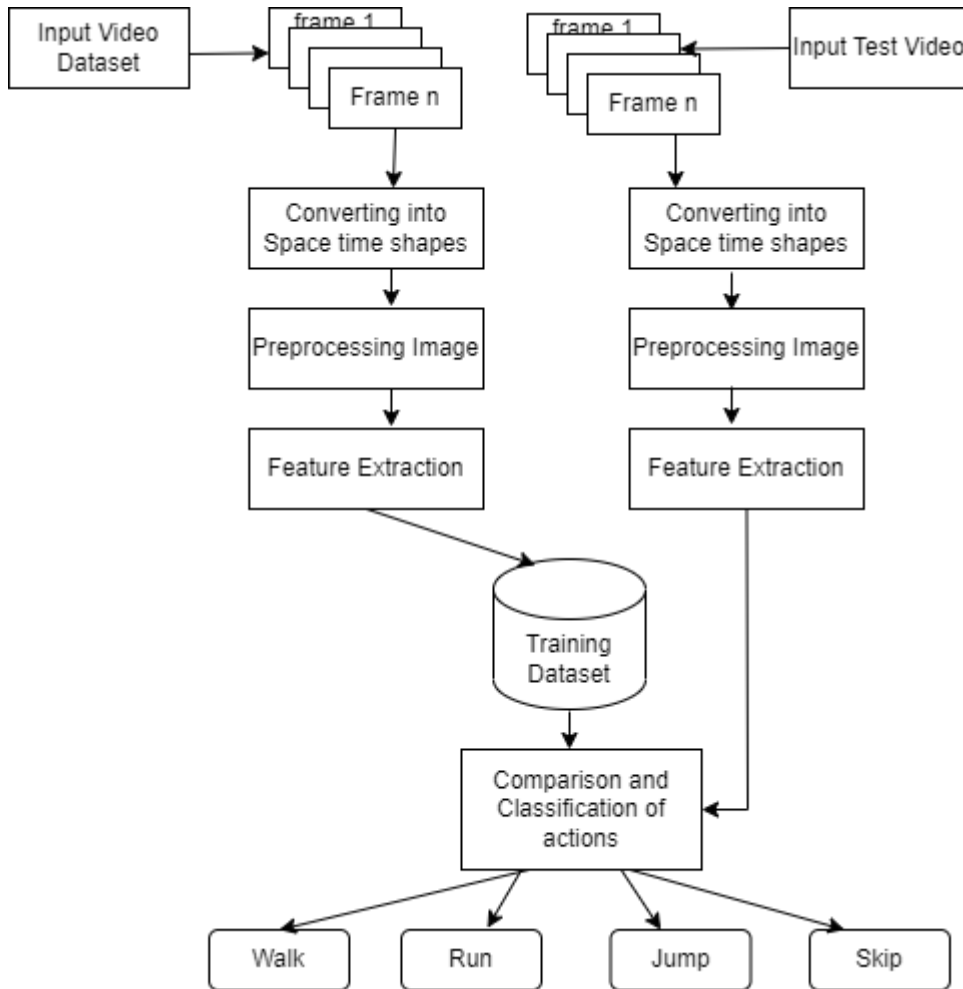 Input Video
Dataset
frame 1
Frame n
frame 1
Frame n
Input Test Video
Converting into
Space time shapes
Converting into
Space time shapes
Preprocessing Image
Preprocessing Image
Feature Extraction
Feature Extraction
Training
Dataset
Comparison and
Classification of
actions
Walk
Run
Jump
Skip